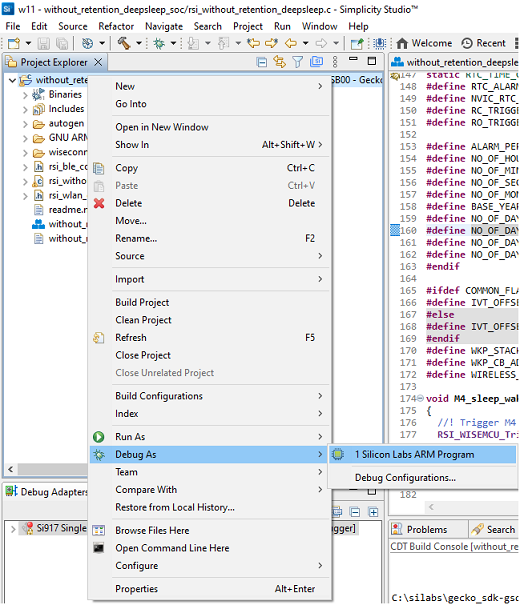 w11 - without_retention_deepsleep_soc/rsi_without_retention_deepsleep.c - Simplicity Studio™
File Edit Source Refactor Navigate Search Project Run Window Help
Welcome Recent
Project Explorer
without_rete
SB00 - Gecko
Binaries
Includes
autogen
GNU ARM
wiseconn
rsi_ble_co
rsi_witho
rsi_wlan_
readme.m
without_r
without_r
New
Go Into
Open in New Window
Show In Alt+Shift+W
Copy Ctrl+C
Paste Ctrl+V
Delete Delete
Move...
Rename... F2
Source
Import
Build Project
Clean Project
Refresh F5
Close Project
Close Unrelated Project
Build Configurations
Index
Run As
Debug As
Team
Compare With
Restore from Local History...
Browse Files Here
Open Command Line Here
Configure
Properties Alt+Enter
1 Silicon Labs ARM Program
Debug Configurations...
without_retention_deepsle
147 static RTC_TIME_C
148 #define RTC_ALARM
149 #define NVIC_RTC_
150 #define RC_TRIGGE
151 #define RO_TRIGGE
152
153 #define ALARM_PER
154 #define NO_OF_HOU
155 #define NO_OF_MIN
156 #define NO_OF_SEC
157 #define NO_OF_MON
158 #define BASE_YEAR
159 #define NO_OF_DAY
160 #define NO_OF_DAY
161 #define NO_OF_DAY
162 #define NO_OF_DAY
163 #endif
164
165 #ifdef COMMON_FLA
166 #define IVT_OFFSE
167 #else
168 #define IVT_OFFSE
169 #endif
170 #define WKP_STACK
171 #define WKP_CB_AD
172 #define WIRELESS_
173
174 void M4_sleep_wak
175 {
176 //! Trigger M4
177 RSI_WISEMCU_Tri
182
Debug Adapters
Si917 Single
gger]
Problems Search
CDT Build Console [without_re
C:\silabs\gecko_sdk-gsd